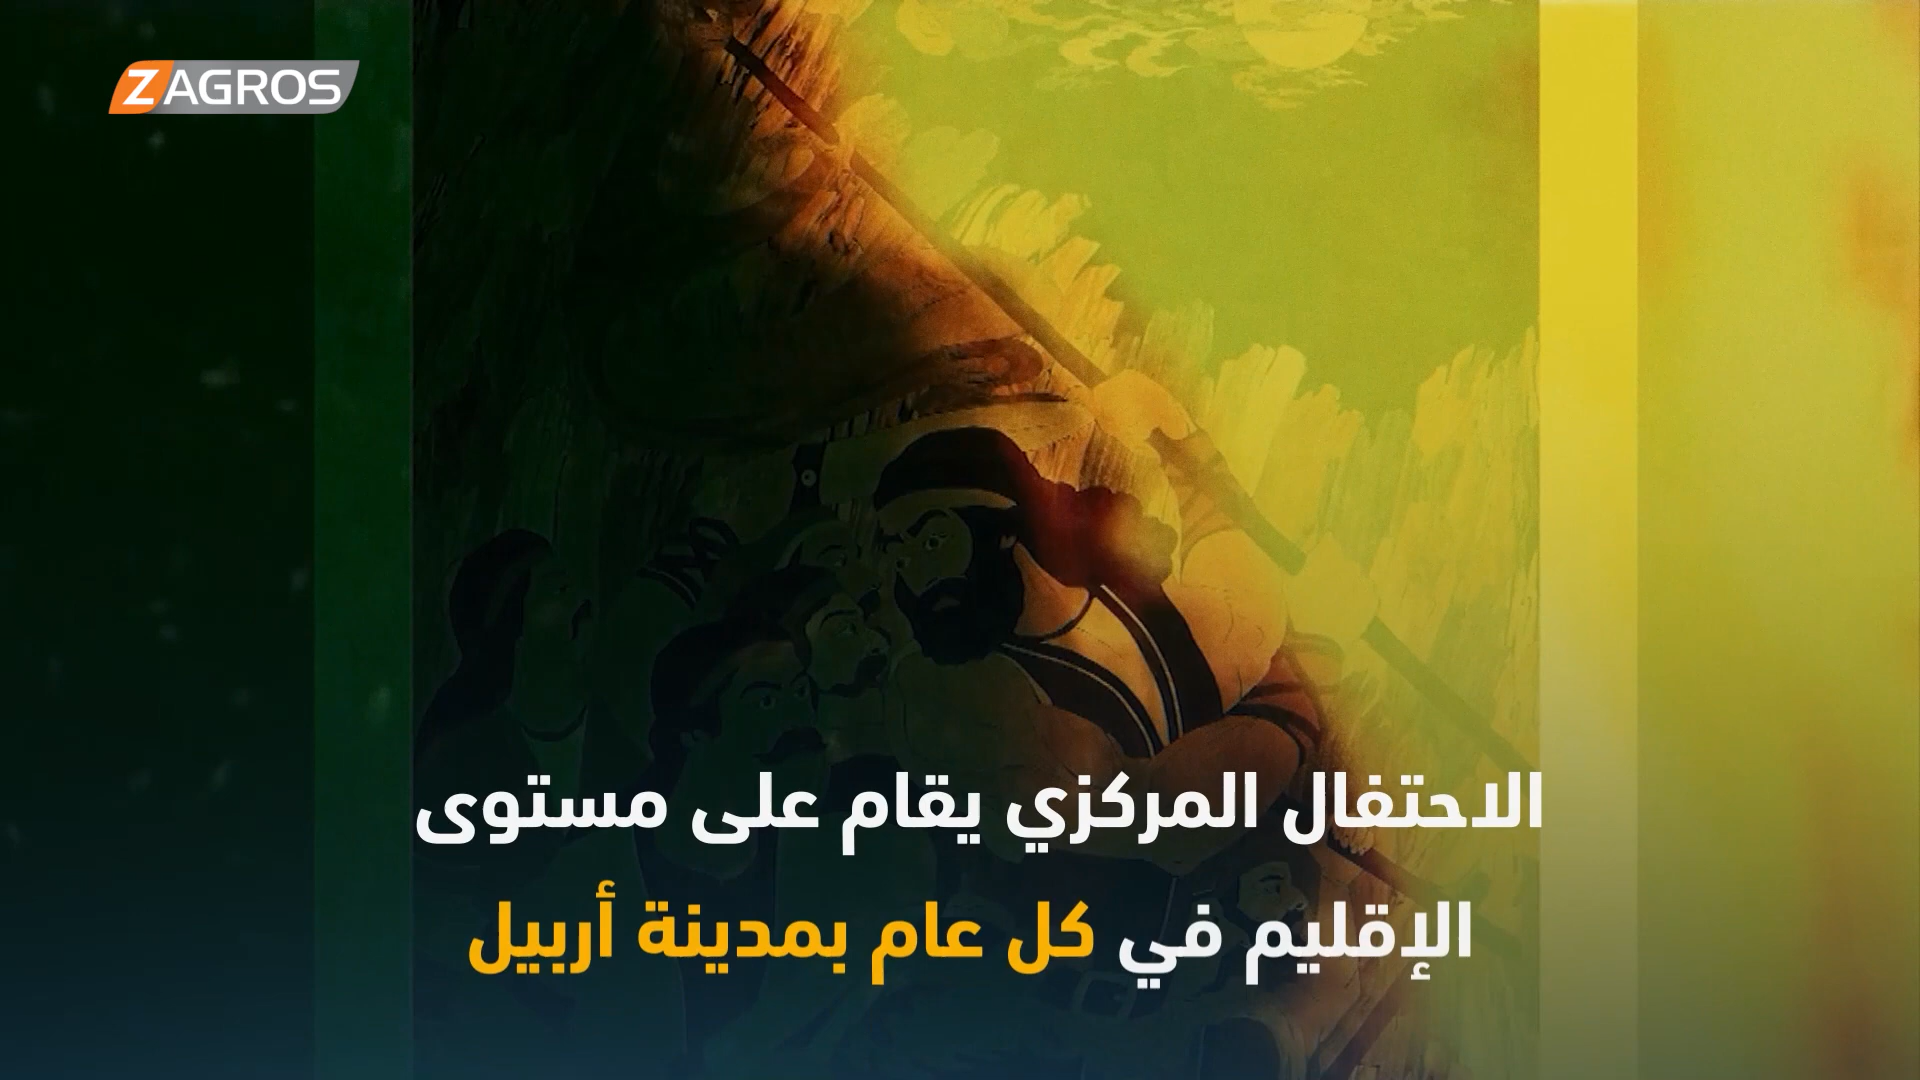 ZAGROS
الاحتفال المركزي يقام على مستوى
الإقليم في كل عام بمدينة أربيل